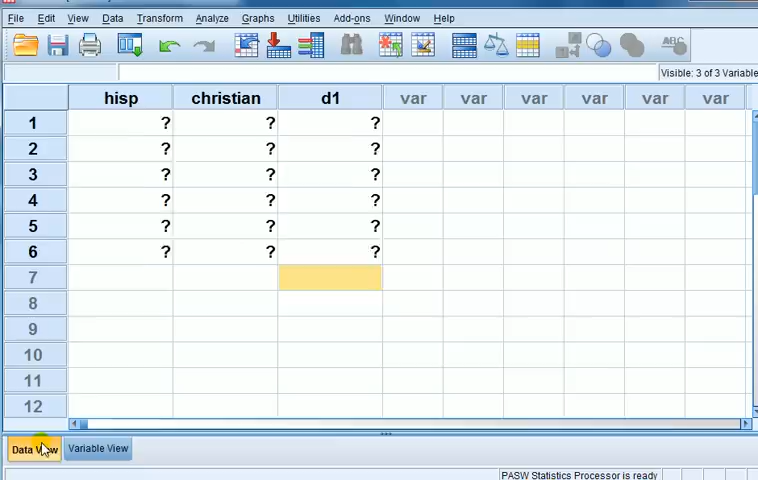 File Edit View Data Transform Analyze Graphs Utilities Add-ons Window Help
ABC
Visible: 3 of 3 Variable
hisp christian d1 var var var var var var
1 ? ? ?
2 ? ? ?
3 ? ? ?
4 ? ? ?
5 ? ? ?
6 ? ? ?
7
8
9
10
11
12
Data View Variable View
PASW Statistics Processor is ready